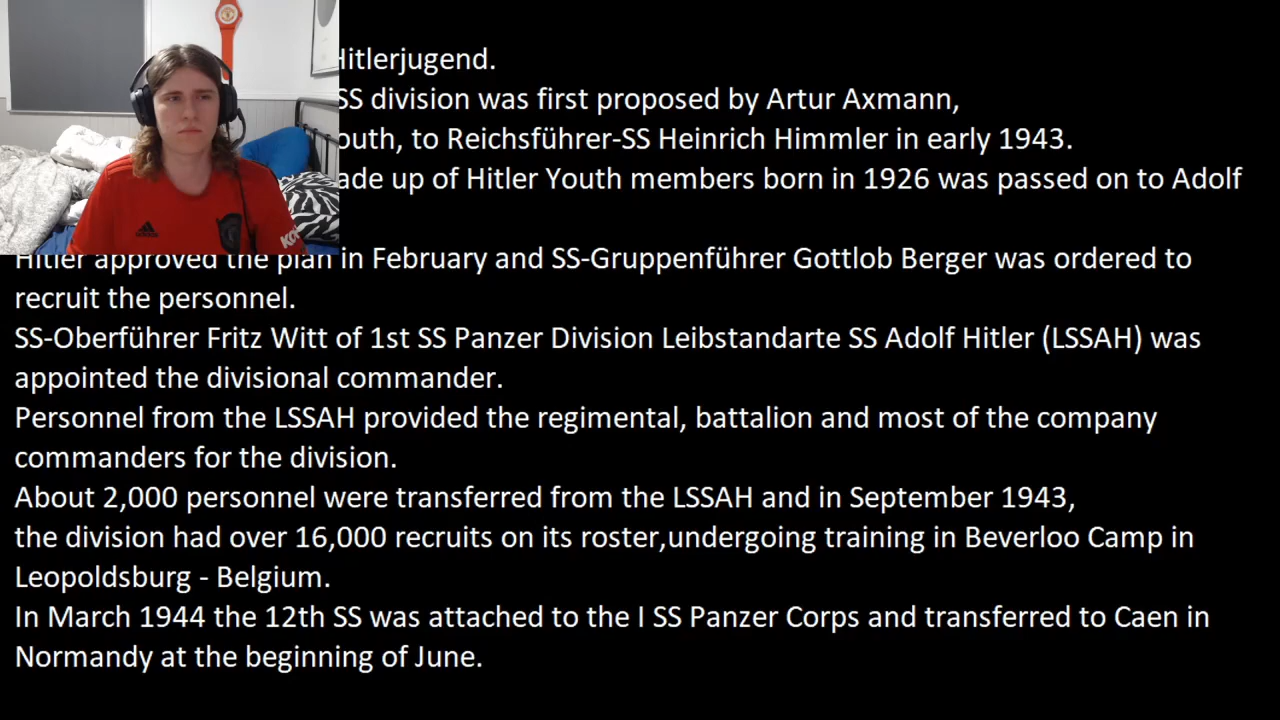 Hitlerjugend.
SS division was first proposed by Artur Axmann,
outh, to Reichsführer-SS Heinrich Himmler in early 1943.
ade up of Hitler Youth members born in 1926 was passed on to Adolf
Hitler approved the plan in February and SS-Gruppenführer Gottlob Berger was ordered to
recruit the personnel.
SS-Oberführer Fritz Witt of 1st SS Panzer Division Leibstandarte SS Adolf Hitler (LSSAH) was
appointed the divisional commander.
Personnel from the LSSAH provided the regimental, battalion and most of the company
commanders for the division.
About 2,000 personnel were transferred from the LSSAH and in September 1943,
the division had over 16,000 recruits on its roster,undergoing training in Beverloo Camp in
Leopoldsburg - Belgium.
In March 1944 the 12th SS was attached to the I SS Panzer Corps and transferred to Caen in
Normandy at the beginning of June.